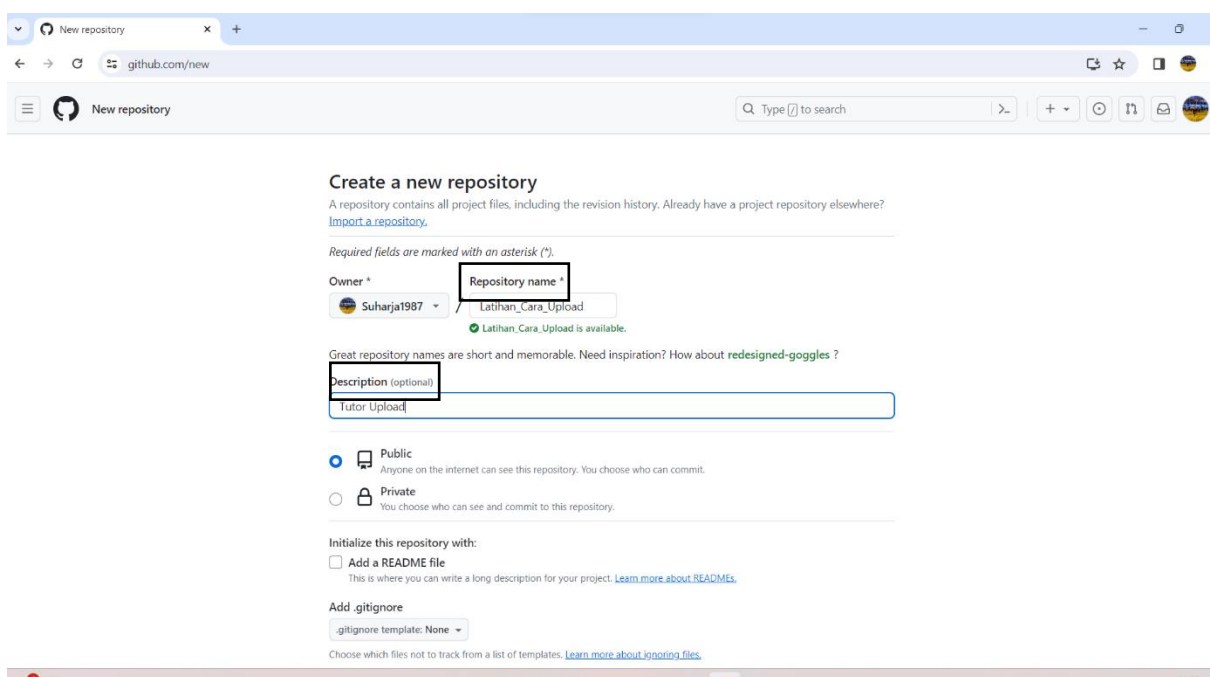 New repository
github.com/new
New repository
Type / to search
Create a new repository
A repository contains all project files, including the revision history. Already have a project repository elsewhere?
Import a repository.
Required fields are marked with an asterisk (*).
Owner * Repository name *
Suharja1987 / Latihan_Cara_Upload
Latihan_Cara_Upload is available.
Great repository names are short and memorable. Need inspiration? How about redesigned-goggles ?
Description (optional)
Tutor Upload
Public
Anyone on the internet can see this repository. You choose who can commit.
Private
You choose who can see and commit to this repository.
Initialize this repository with:
Add a README file
This is where you can write a long description for your project. Learn more about READMEs.
Add .gitignore
.gitignore template: None
Choose which files not to track from a list of templates. Learn more about ignoring files.